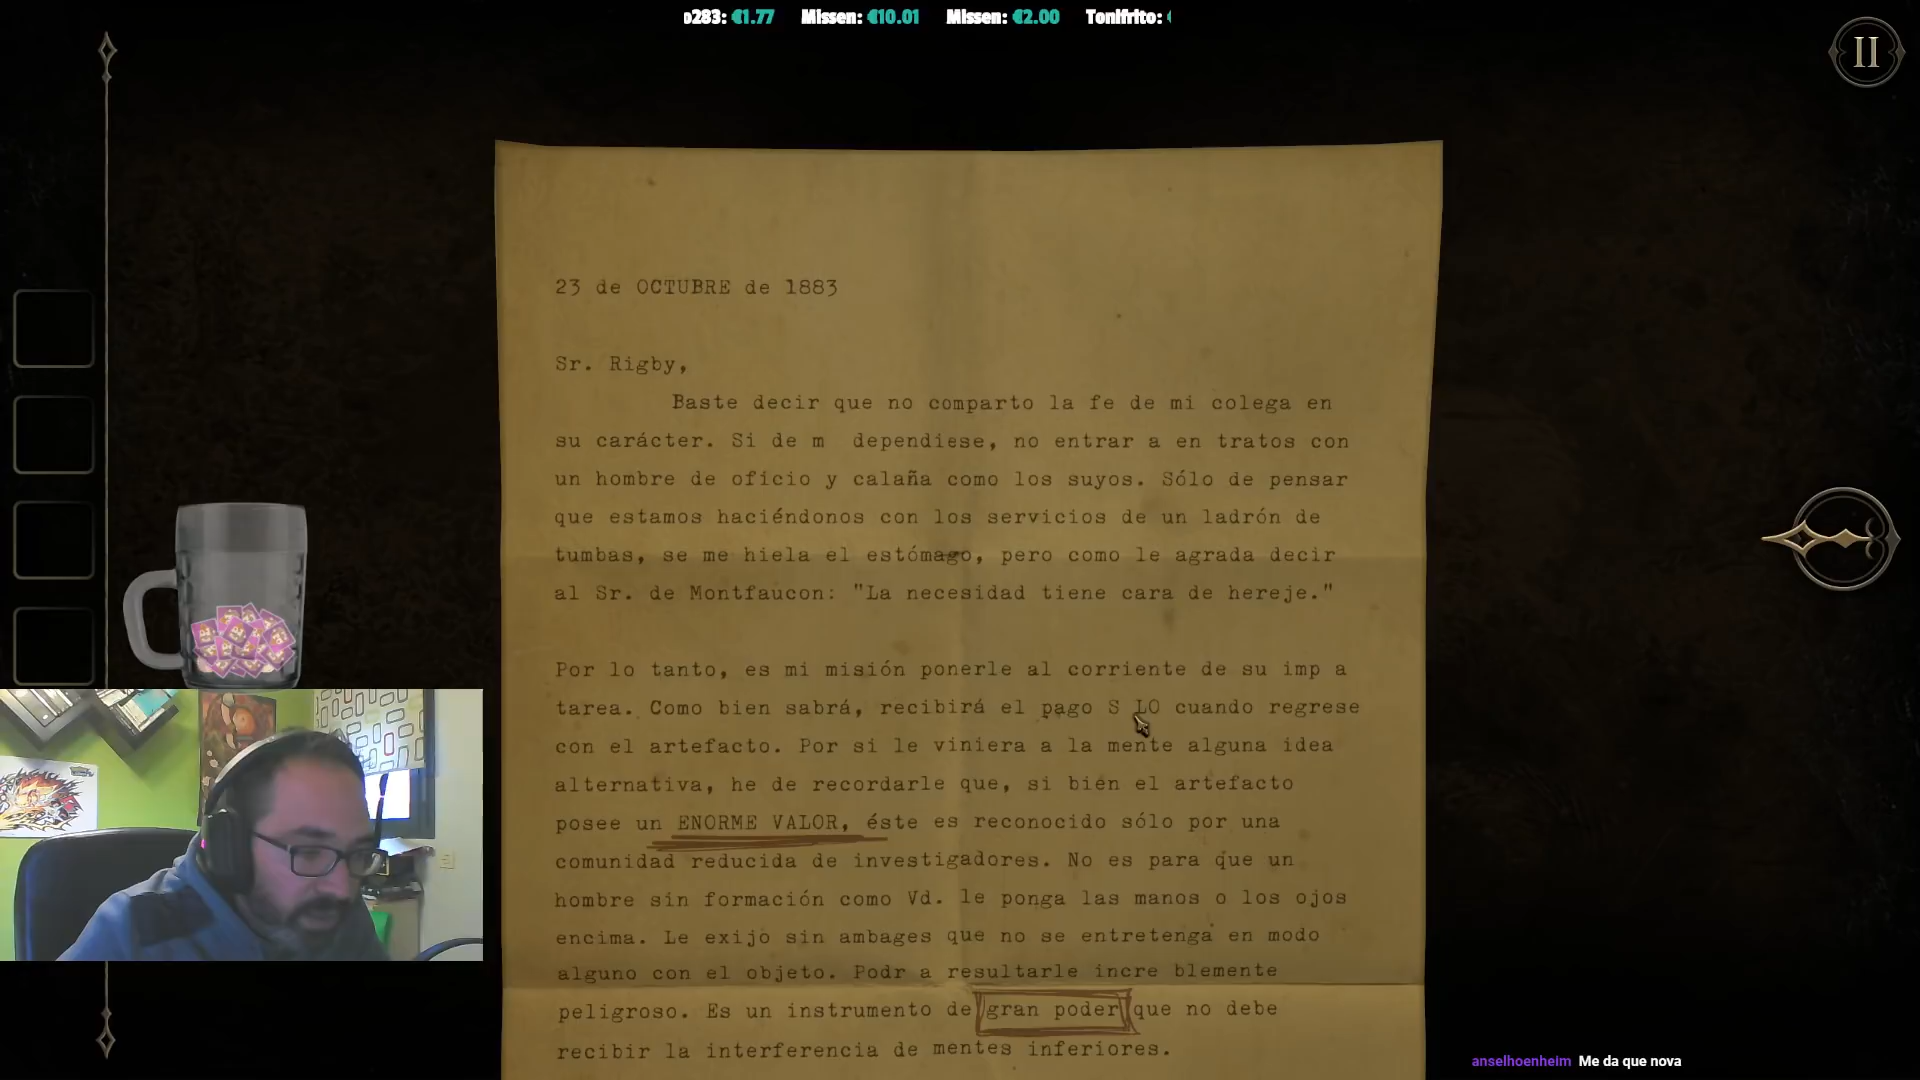 283: €1.77 Missen: €10.01 Missen: €2.00 Tonifrito:
II
23 de OCTUBRE de 1883
Sr. Rigby,
Baste decir que no comparto la fe de mi colega en
su carácter. Si de m dependiese, no entrar a en tratos con
un hombre de oficio y calaña como los suyos. Sólo de pensar
que estamos haciéndonos con los servicios de un ladrón de
tumbas, se me hiela el estómago, pero como le agrada decir
al Sr. de Montfaucon: "La necesidad tiene cara de hereje."
Por lo tanto, es mi misión ponerle al corriente de su imp a
tarea. Como bien sabrá, recibirá el pago S LO cuando regrese
con el artefacto. Por si le viniera a la mente alguna idea
alternativa, he de recordarle que, si bien el artefacto
posee un ENORME VALOR, éste es reconocido sólo por una
comunidad reducida de investigadores. No es para que un
hombre sin formación como Vd. le ponga las manos o los ojos
encima. Le exijo sin ambages que no se entretenga en modo
alguno con el objeto. Podr a resultarle incre blemente
peligroso. Es un instrumento de gran poder que no debe
recibir la interferencia de mentes inferiores.
anselhoenheim Me da que nova